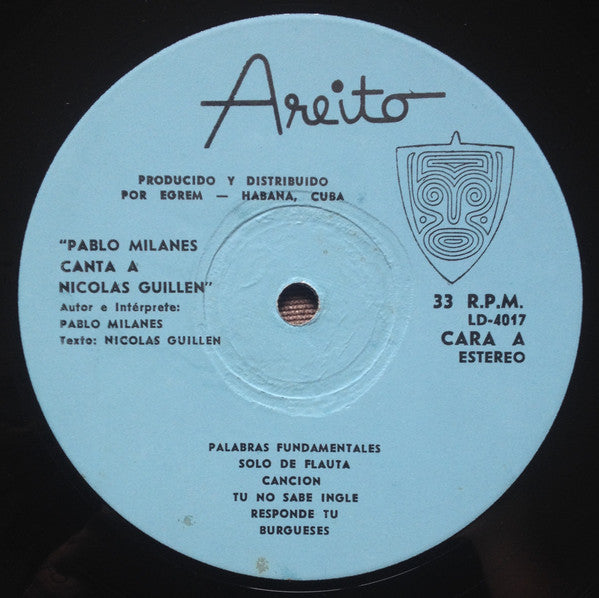 Areito
PRODUCIDO Y DISTRIBUIDO
POR EGREM — HABANA, CUBA
"PABLO MILANES
CANTA A
NICOLAS GUILLEN"
Autor e Intérprete:
PABLO MILANES
Texto: NICOLAS GUILLEN
33 R.P.M.
LD-4017
CARA A
ESTEREO
PALABRAS FUNDAMENTALES
SOLO DE FLAUTA
CANCION
TU NO SABE INGLE
RESPONDE TU
BURGUESES